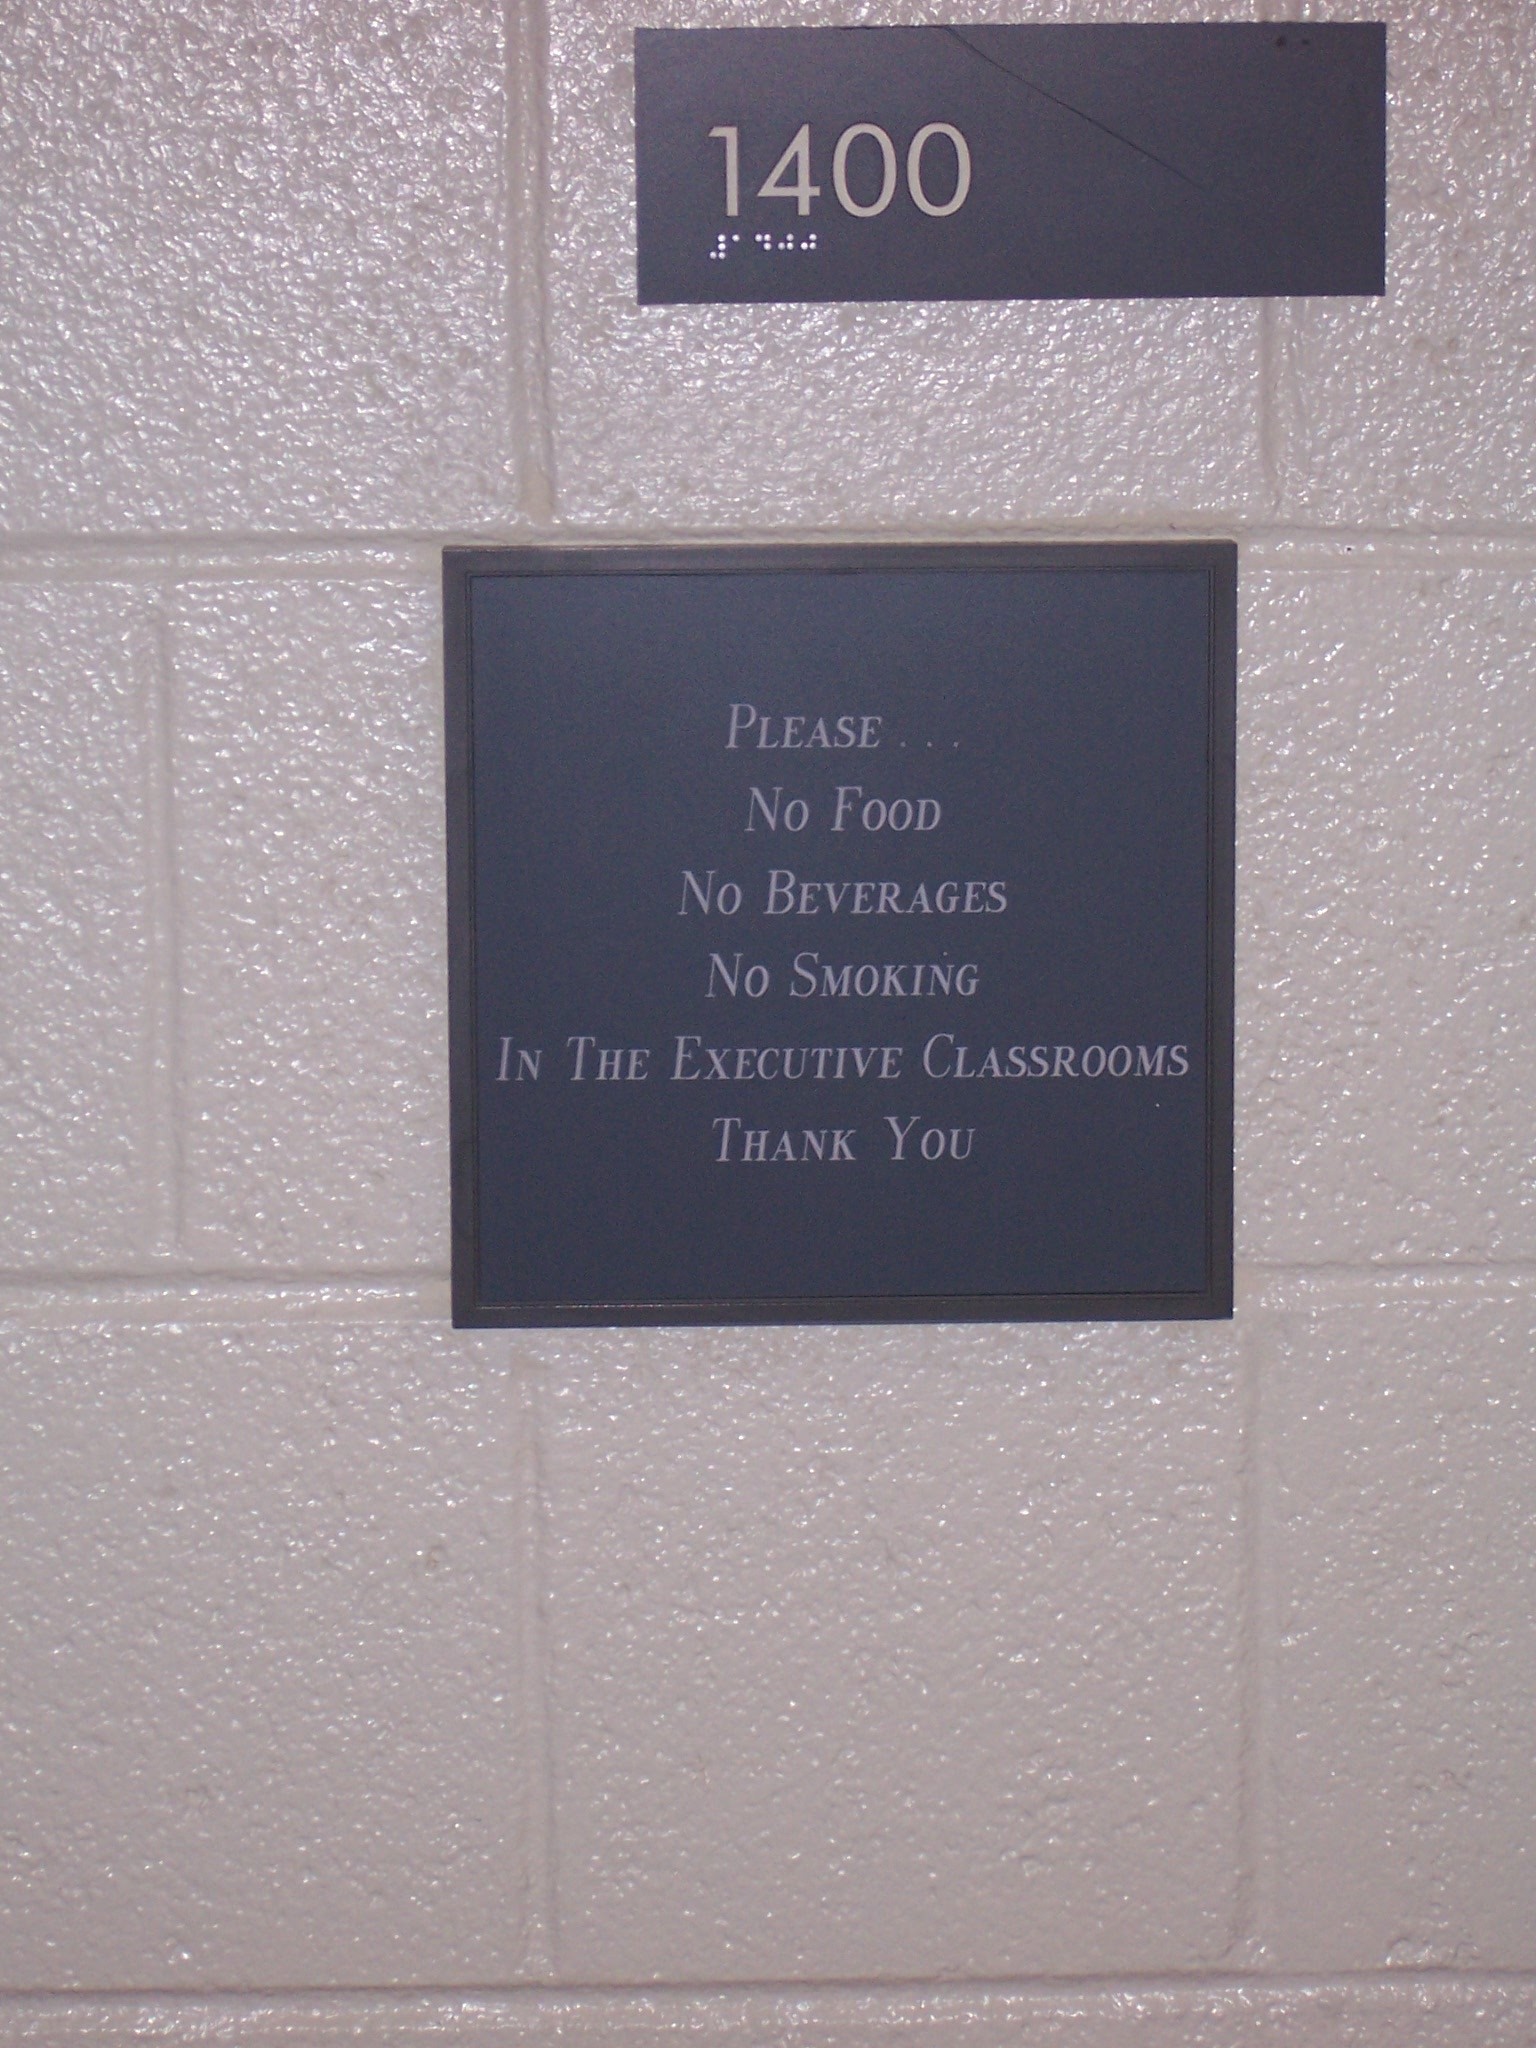 1400
⠼⠁⠙⠚⠚
Please . . .
No Food
No Beverages
No Smoking
In The Executive Classrooms
Thank You